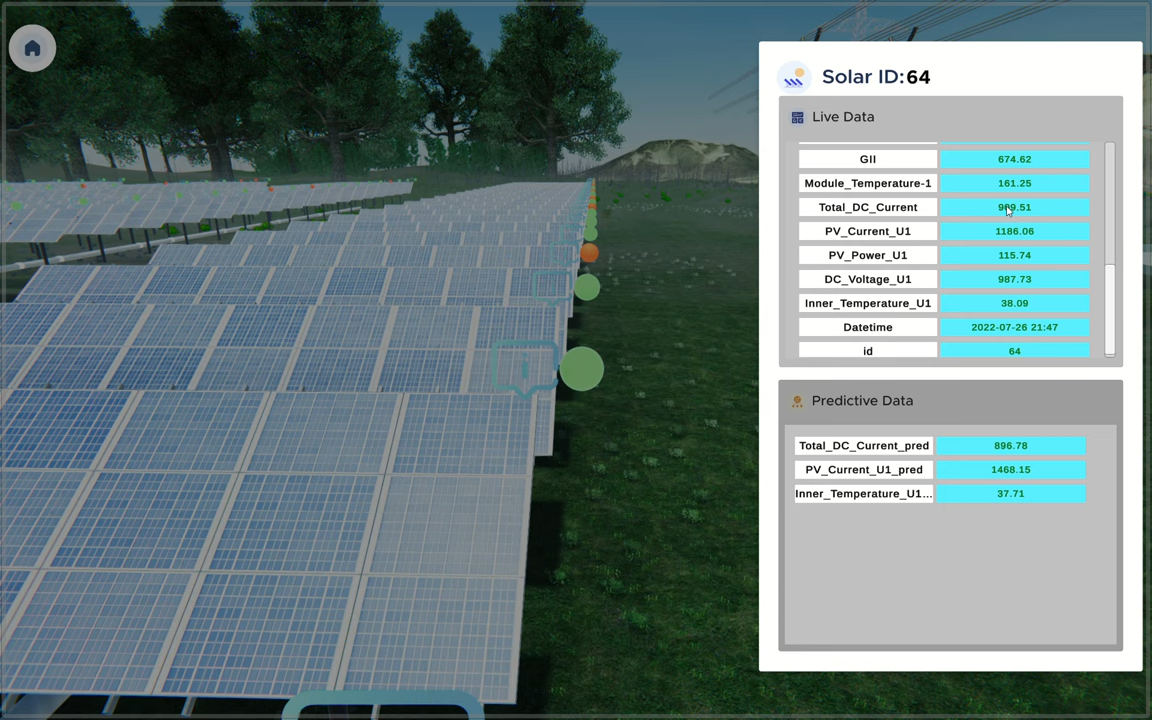 Solar ID:64
Live Data
GII 674.62
Module_Temperature-1 161.25
Total_DC_Current
PV_Current_U1 1186.06
PV_Power_U1 115.74
DC_Voltage_U1 987.73
Inner_Temperature_U1 38.09
Datetime 2022-07-26 21:47
id 64
Predictive Data
Total_DC_Current_pred 896.78
PV_Current_U1_pred 1468.15
Inner_Temperature_U1... 37.71